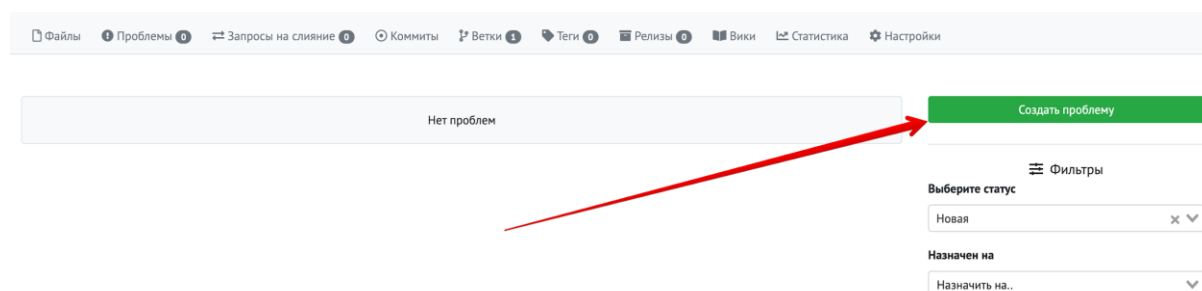 Файлы Проблемы 0 Запросы на слияние 0 Коммиты Ветки 1 Теги 0 Релизы 0 Вики Статистика Настройки
Нет проблем
Создать проблему
Фильтры
Выберите статус
Новая
Назначен на
Назначить на..